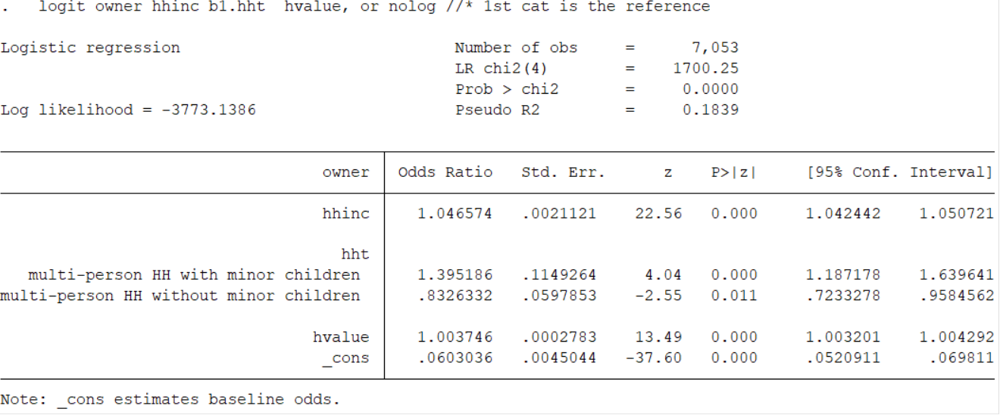 . logit owner hhinc b1.hht hvalue, or nolog //* 1st cat is the reference
Logistic regression Number of obs = 7,053
LR chi2(4) = 1700.25
Prob > chi2 = 0.0000
Log likelihood = -3773.1386 Pseudo R2 = 0.1839
owner Odds Ratio Std. Err. z P>|z| [95% Conf. Interval]
hhinc 1.046574 .0021121 22.56 0.000 1.042442 1.050721
hht
multi-person HH with minor children 1.395186 .1149264 4.04 0.000 1.187178 1.639641
multi-person HH without minor children .8326332 .0597853 -2.55 0.011 .7233278 .9584562
hvalue 1.003746 .0002783 13.49 0.000 1.003201 1.004292
_cons .0603036 .0045044 -37.60 0.000 .0520911 .069811
Note: _cons estimates baseline odds.